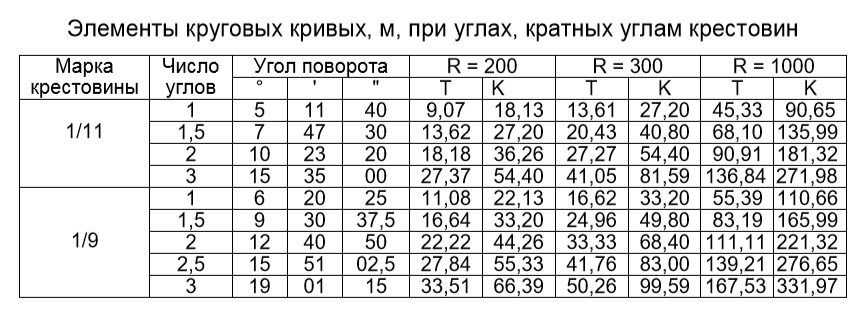 Элементы круговых кривых, м, при углах, кратных углам крестовин
Марка крестовины Число углов Угол поворота R = 200 R = 300 R = 1000
° ' " T K T K T K
1/11 1 5 11 40 9,07 18,13 13,61 27,20 45,33 90,65
1,5 7 47 30 13,62 27,20 20,43 40,80 68,10 135,99
2 10 23 20 18,18 36,26 27,27 54,40 90,91 181,32
3 15 35 00 27,37 54,40 41,05 81,59 136,84 271,98
1/9 1 6 20 25 11,08 22,13 16,62 33,20 55,39 110,66
1,5 9 30 37,5 16,64 33,20 24,96 49,80 83,19 165,99
2 12 40 50 22,22 44,26 33,33 68,40 111,11 221,32
2,5 15 51 02,5 27,84 55,33 41,76 83,00 139,21 276,65
3 19 01 15 33,51 66,39 50,26 99,59 167,53 331,97